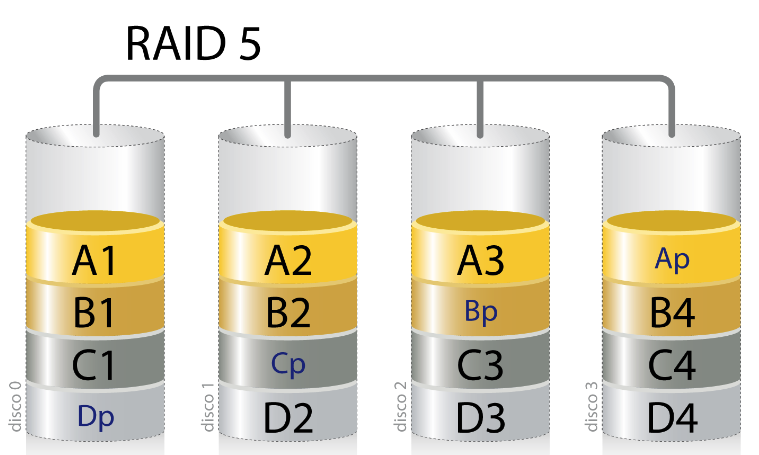 RAID 5
A1 A2 A3 Ap
B1 B2 Bp B4
C1 Cp C3 C4
Dp D2 D3 D4
disco 0 disco 1 disco 2 disco 3